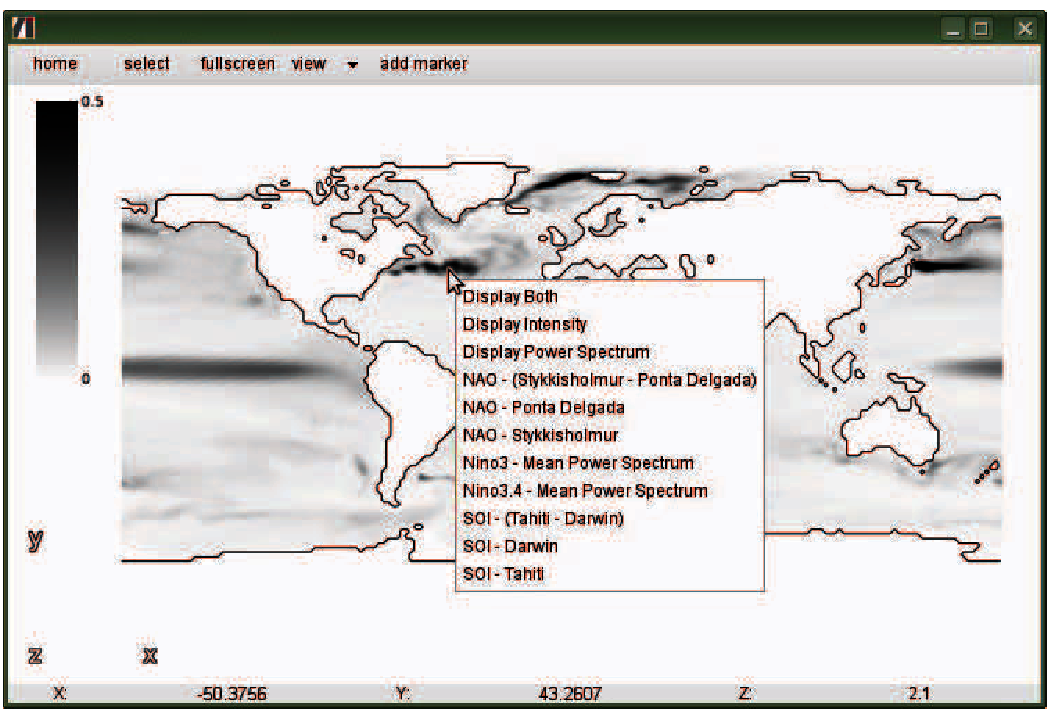 home select fullscreen view add marker
0.5
0
Display Both
Display Intensity
Display Power Spectrum
NAO - (Stykkisholmur - Ponta Delgada)
NAO - Ponta Delgada
NAO - Stykkisholmur
Nino3 - Mean Power Spectrum
Nino3.4 - Mean Power Spectrum
SOI - (Tahiti - Darwin)
SOI - Darwin
SOI - Tahiti
y
z x
X: -50.3756 Y: 43.2607 Z: 2.1